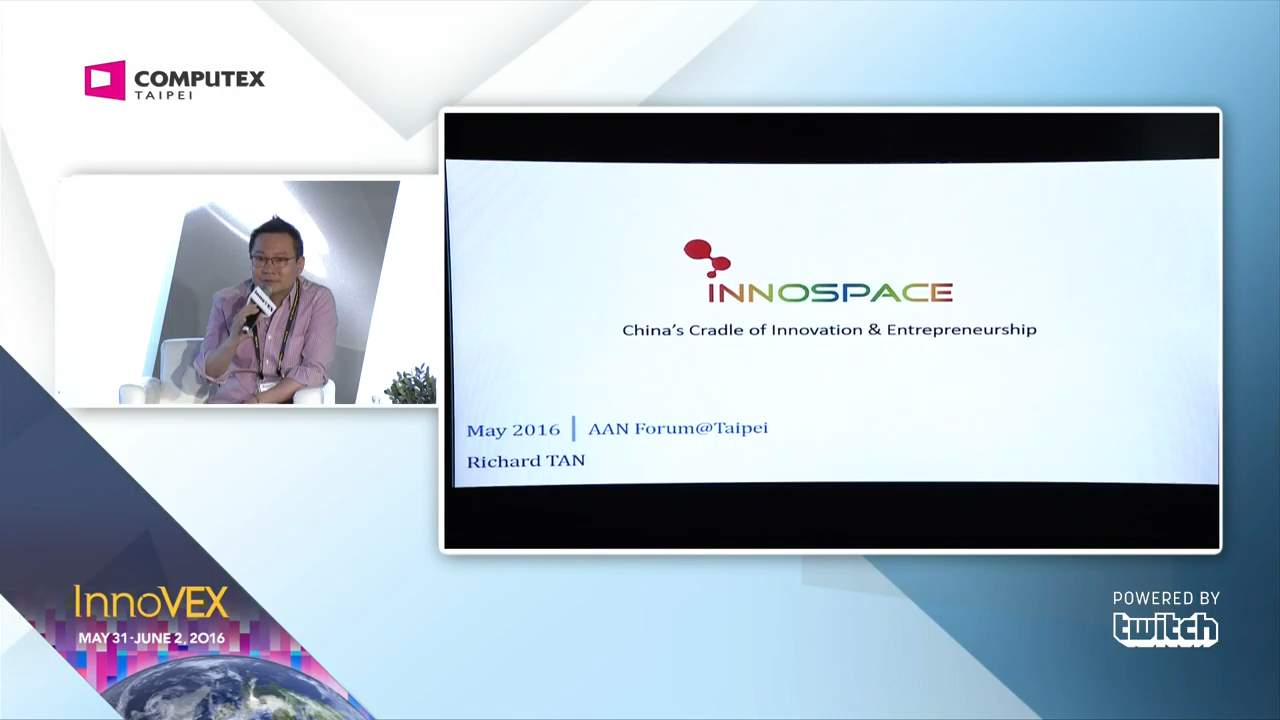 COMPUTEX
TAIPEI
INNOVEX
INNOSPACE
China's Cradle of Innovation & Entrepreneurship
May 2016 | AAN Forum@Taipei
Richard TAN
InnoVEX
MAY 31-JUNE 2, 2016
POWERED BY
twitch